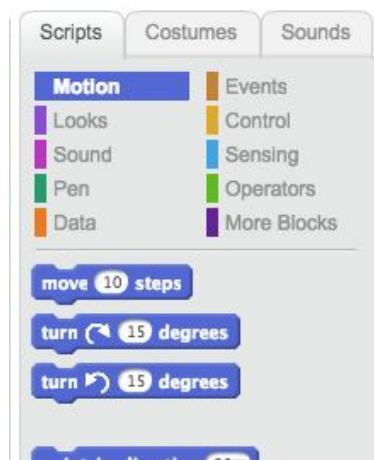 Scripts Costumes Sounds
Motion Events
Looks Control
Sound Sensing
Pen Operators
Data More Blocks
move 10 steps
turn 15 degrees
turn 15 degrees